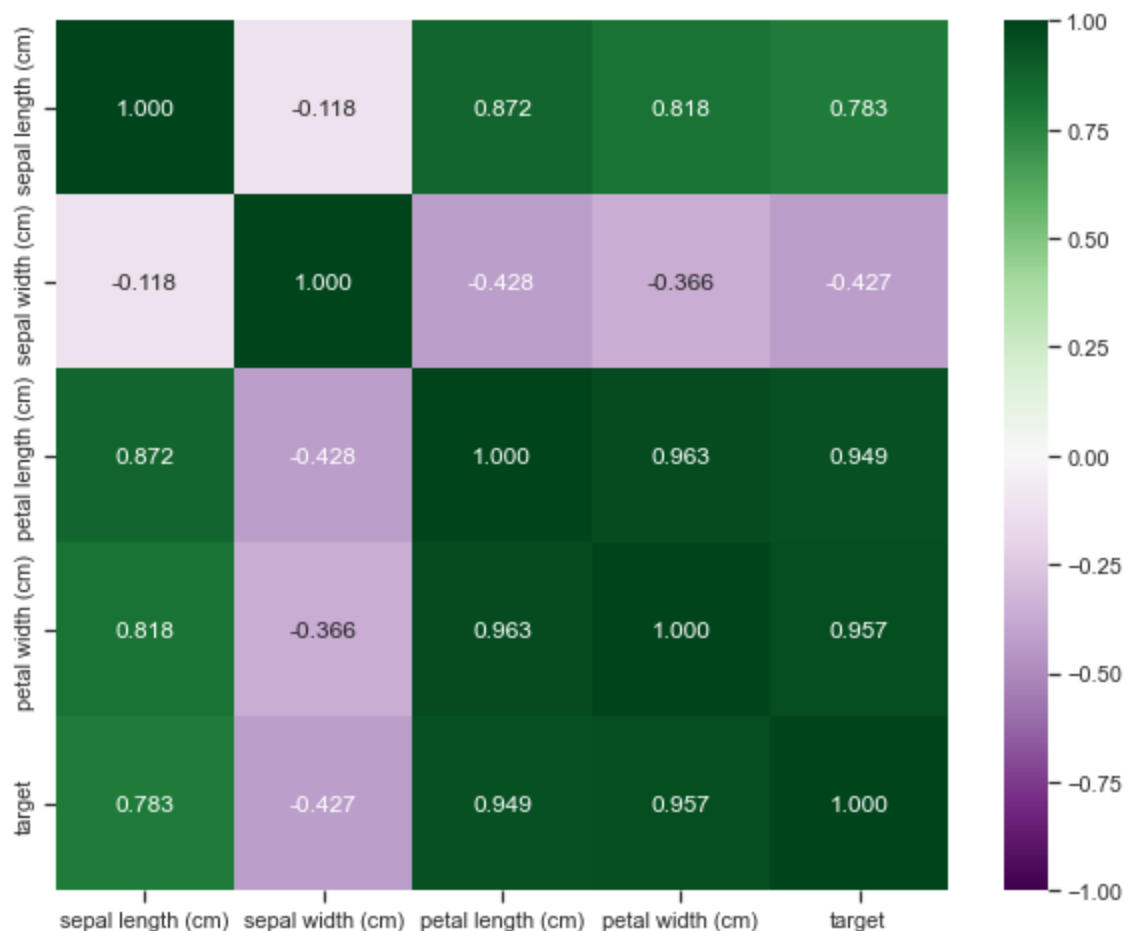 sepal length (cm)
1.000 -0.118 0.872 0.818 0.783
sepal width (cm)
-0.118 1.000 -0.428 -0.366 -0.427
petal length (cm)
0.872 -0.428 1.000 0.963 0.949
petal width (cm)
0.818 -0.366 0.963 1.000 0.957
target
0.783 -0.427 0.949 0.957 1.000
sepal length (cm) sepal width (cm) petal length (cm) petal width (cm) target
1.00
0.75
0.50
0.25
0.00
−0.25
−0.50
−0.75
−1.00